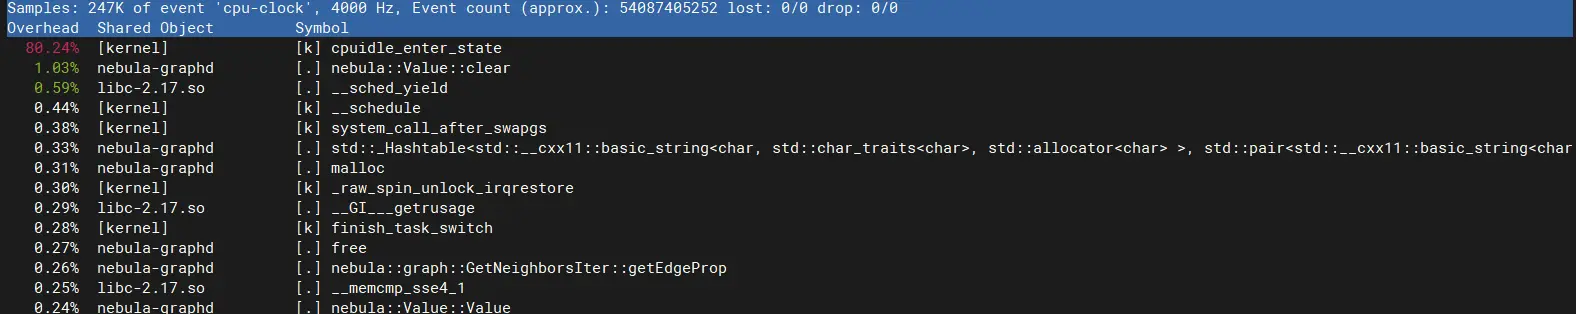 Samples: 247K of event 'cpu-clock', 4000 Hz, Event count (approx.): 54087405252 lost: 0/0 drop: 0/0
Overhead  Shared Object         Symbol
  80.24%  [kernel]              [k] cpuidle_enter_state
   1.03%  nebula-graphd         [.] nebula::Value::clear
   0.59%  libc-2.17.so          [.] __sched_yield
   0.44%  [kernel]              [k] __schedule
   0.38%  [kernel]              [k] system_call_after_swapgs
   0.33%  nebula-graphd         [.] std::_Hashtable<std::__cxx11::basic_string<char, std::char_traits<char>, std::allocator<char> >, std::pair<std::__cxx11::basic_string<char
   0.31%  nebula-graphd         [.] malloc
   0.30%  [kernel]              [k] _raw_spin_unlock_irqrestore
   0.29%  libc-2.17.so          [.] __GI___getrusage
   0.28%  [kernel]              [k] finish_task_switch
   0.27%  nebula-graphd         [.] free
   0.26%  nebula-graphd         [.] nebula::graph::GetNeighborsIter::getEdgeProp
   0.25%  libc-2.17.so          [.] __memcmp_sse4_1
   0.24%  nebula-graphd         [.] nebula::Value::Value